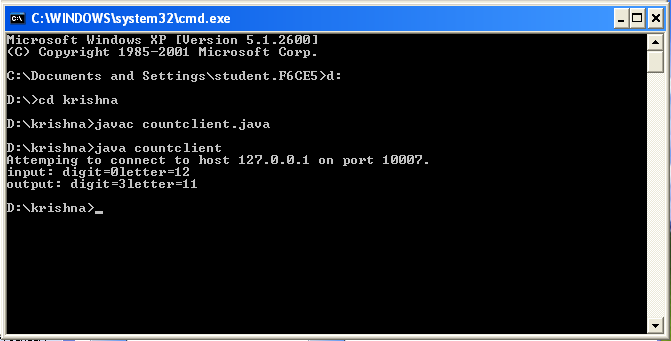 C:\WINDOWS\system32\cmd.exe
Microsoft Windows XP [Version 5.1.2600]
(C) Copyright 1985-2001 Microsoft Corp.
C:\Documents and Settings\student.F6CE5>d:
D:\>cd krishna
D:\krishna>javac countclient.java
D:\krishna>java countclient
Attemping to connect to host 127.0.0.1 on port 10007.
input: digit=0letter=12
output: digit=3letter=11
D:\krishna>_